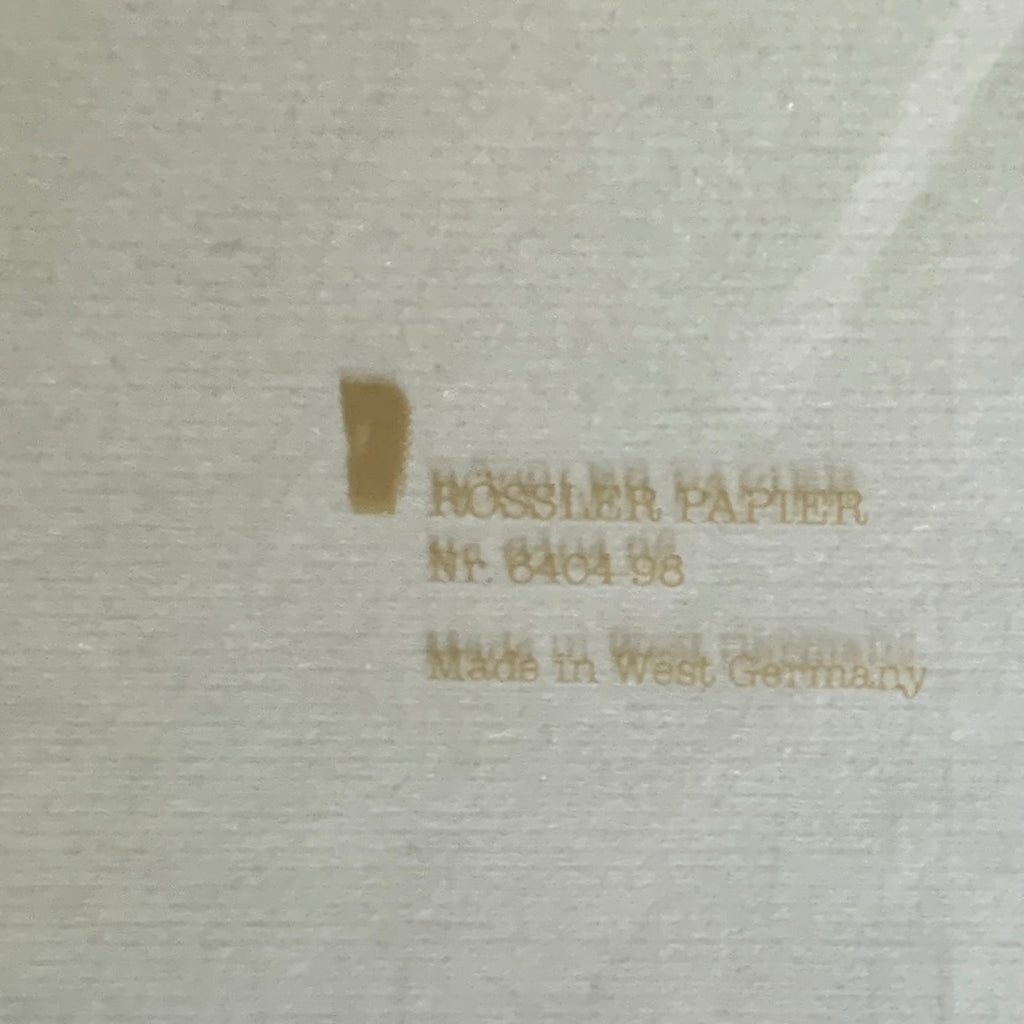 RÖSSLER PAPIER
Nr. 6404 98
Made in West Germany